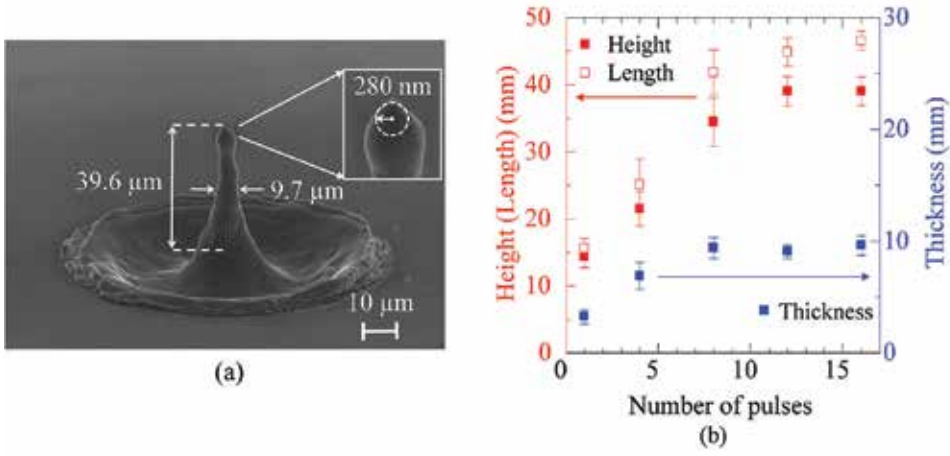 280 nm
39.6 µm
9.7 µm
10 µm
(a)
50
40
30
20
10
0
Height (Length) (mm)
Height
Length
Thickness
30
20
10
0
Thickness (mm)
0
5
10
15
Number of pulses
(b)